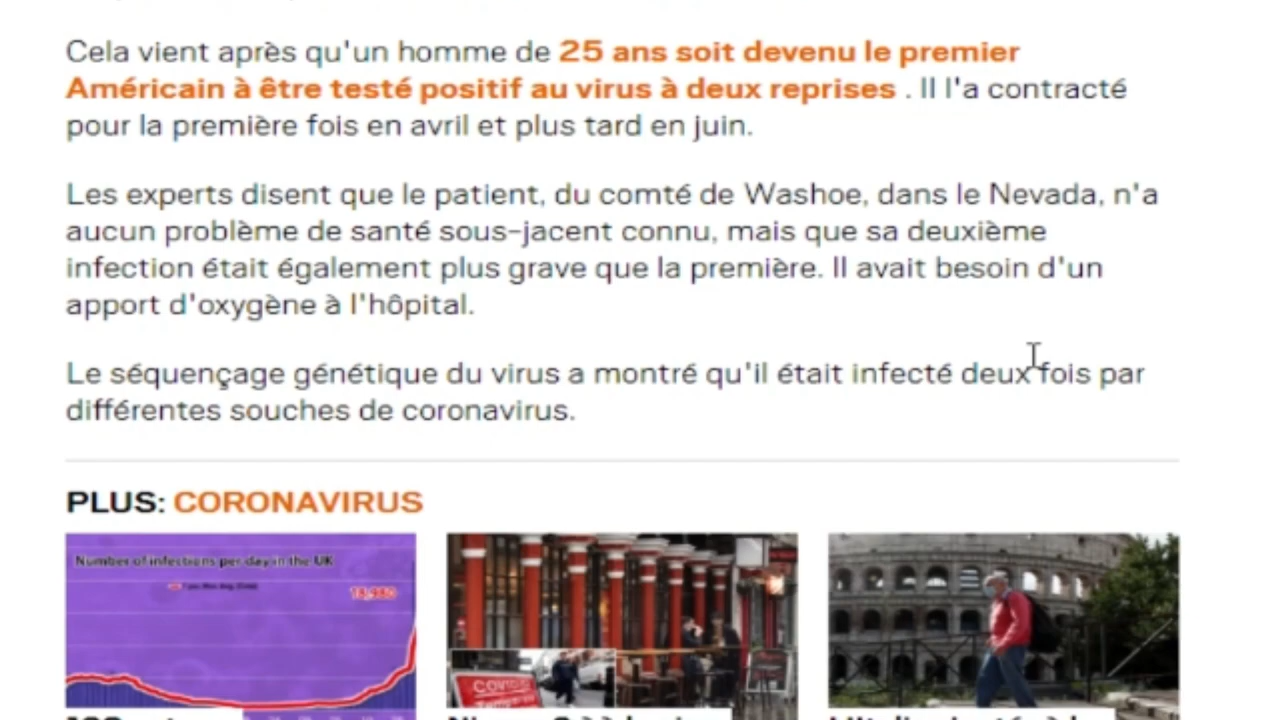 Cela vient après qu'un homme de 25 ans soit devenu le premier
Américain à être testé positif au virus à deux reprises . Il l'a contracté
pour la première fois en avril et plus tard en juin.
Les experts disent que le patient, du comté de Washoe, dans le Nevada, n'a
aucun problème de santé sous-jacent connu, mais que sa deuxième
infection était également plus grave que la première. Il avait besoin d'un
apport d'oxygène à l'hôpital.
Le séquençage génétique du virus a montré qu'il était infecté deux fois par
différentes souches de coronavirus.
PLUS: CORONAVIRUS
Number of infections per day in the UK
18,980